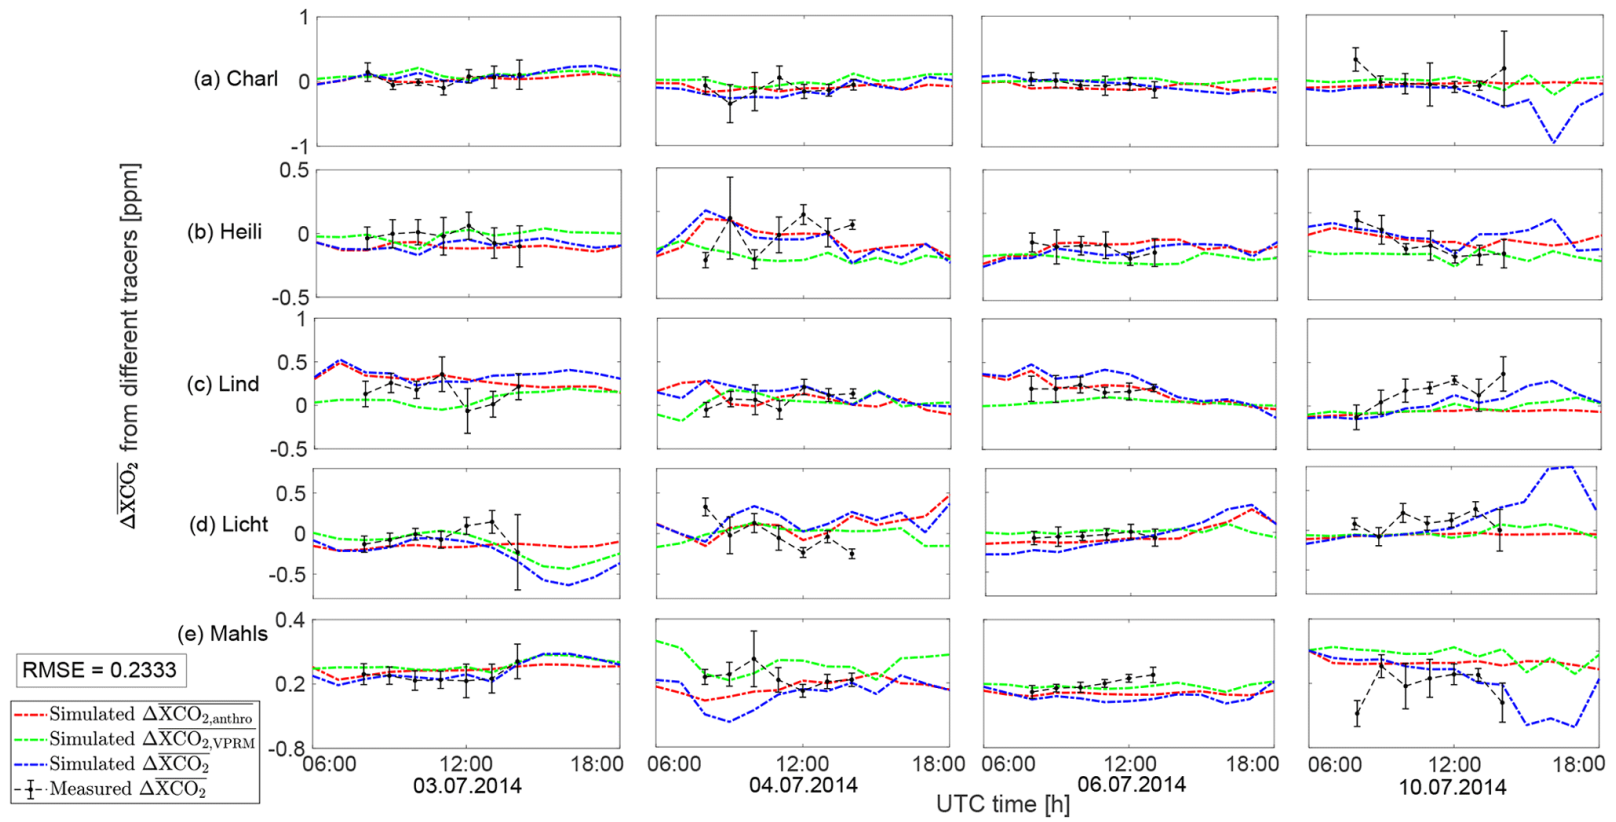 1
(a) Charl
0
-1
0.5
(b) Heili
0
-0.5
1
0.5
(c) Lind
0
-0.5
0.5
(d) Licht
0
-0.5
0.4
(e) Mahls
0.2
-0.8
ΔXCO2 from different tracers [ppm]
RMSE = 0.2333
Simulated ΔXCO2,anthro
Simulated ΔXCO2,VPRM
Simulated ΔXCO2
Measured ΔXCO2
06:00 12:00 18:00 06:00 12:00 18:00 06:00 12:00 18:00 06:00 12:00 18:00
03.07.2014 04.07.2014 06.07.2014 10.07.2014
UTC time [h]